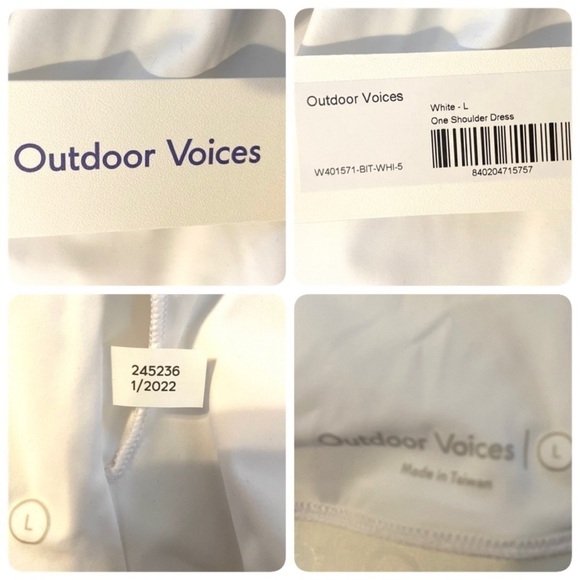 Outdoor Voices
Outdoor Voices
White - L
One Shoulder Dress
W401571-BIT-WHI-5
840204715757
245236
1/2022
L
Outdoor Voices | L
Made in Taiwan